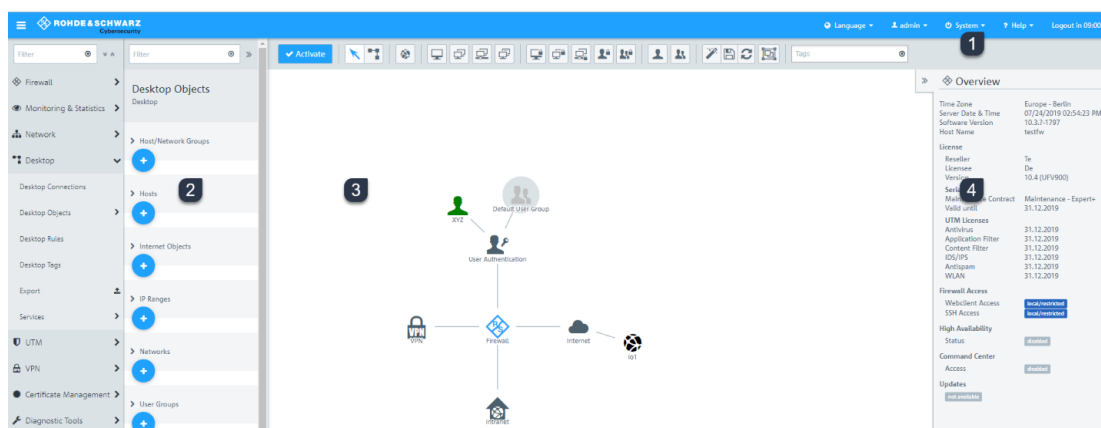 ROHDE&SCHWARZ
Cybersecurity
Language
admin
System
? Help
Logout in 09:00
1
Filter
Filter
Activate
Tags
Firewall
Monitoring & Statistics
Network
Desktop
Desktop Connections
Desktop Objects
Desktop Rules
Desktop Tags
Export
Services
UTM
VPN
Certificate Management
Diagnostic Tools
Desktop Objects
Desktop
Host/Network Groups
Hosts
2
Internet Objects
IP Ranges
Networks
User Groups
3
XYZ
Default User Group
User Authentication
VPN
VPN
Firewall
Internet
Io1
Intranet
Overview
Time Zone Europe - Berlin
Server Date & Time 07/24/2019 02:54:23 PM
Software Version 10.3.?-1797
Host Name testfw
License
Reseller Te
Licensee De
Version 10.4 (UFV900)
4
Contract Maintenance - Expert+
Valid until 31.12.2019
UTM Licenses
Antivirus 31.12.2019
Application Filter 31.12.2019
Content Filter 31.12.2019
IDS/IPS 31.12.2019
Antispam 31.12.2019
WLAN 31.12.2019
Firewall Access
Webclient Access local/restricted
SSH Access local/restricted
High Availability
Status disabled
Command Center
Access disabled
Updates
not available